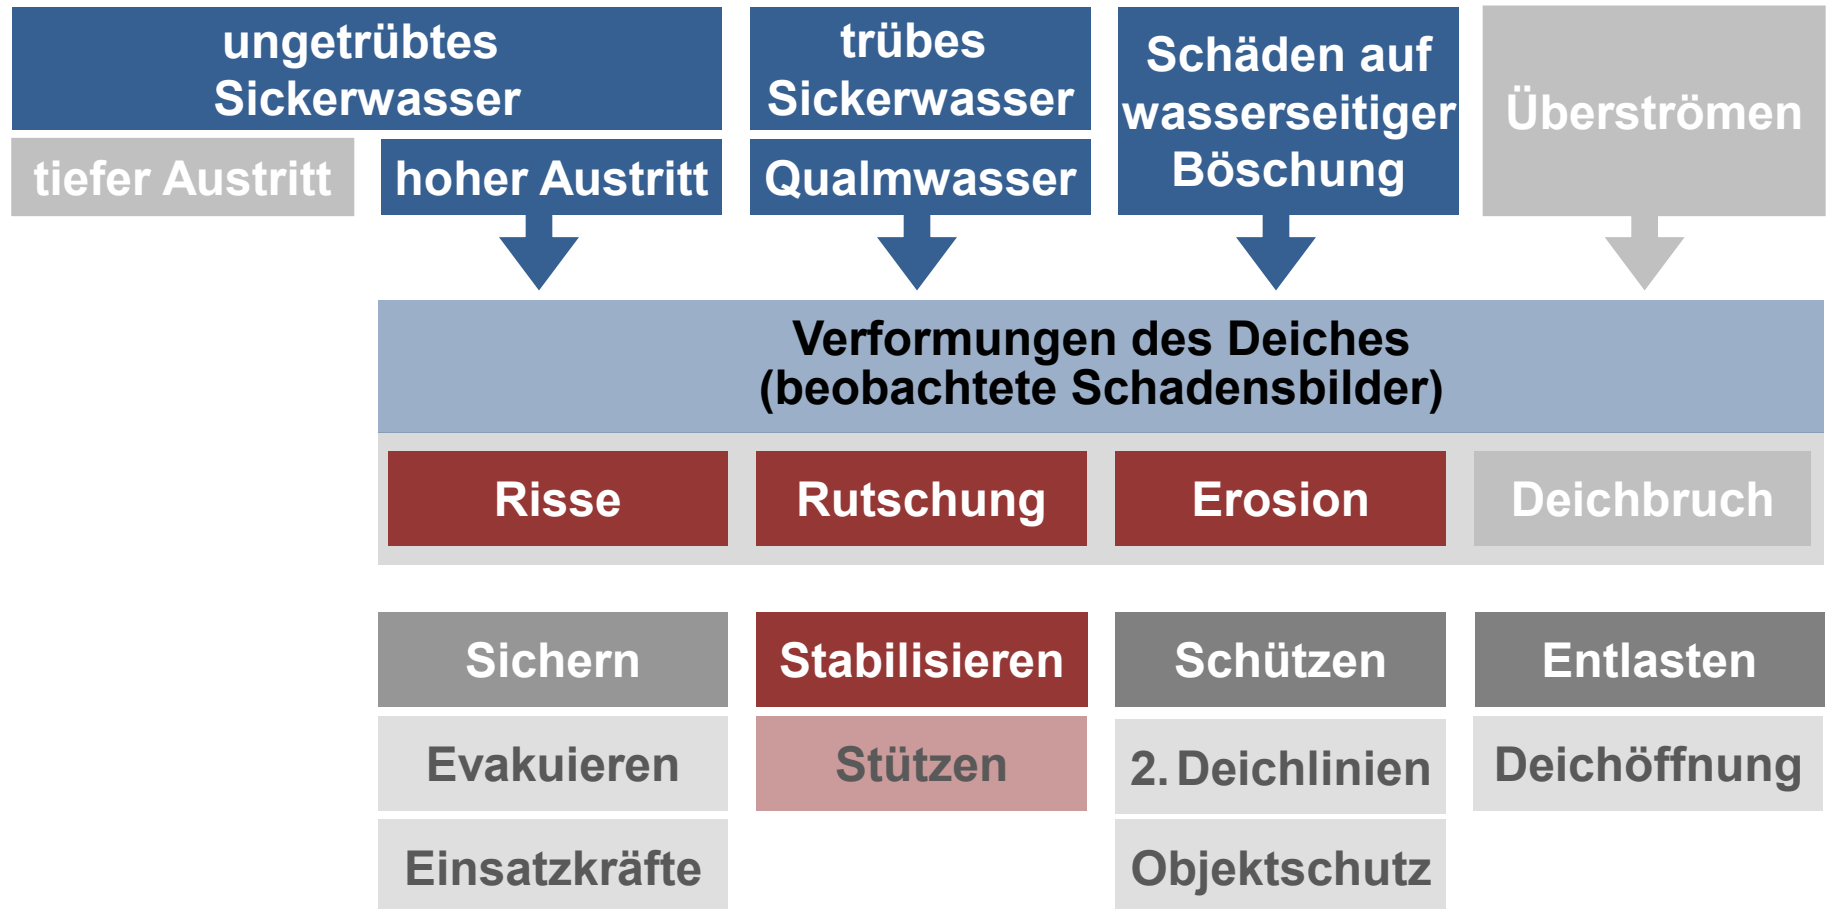 ungetrübtes
Sickerwasser
trübes
Sickerwasser
Schäden auf
wasserseitiger
Böschung
Überströmen
tiefer Austritt
hoher Austritt
Qualmwasser
Verformungen des Deiches
(beobachtete Schadensbilder)
Risse
Rutschung
Erosion
Deichbruch
Sichern
Stabilisieren
Schützen
Entlasten
Evakuieren
Stützen
2. Deichlinien
Deichöffnung
Einsatzkräfte
Objektschutz